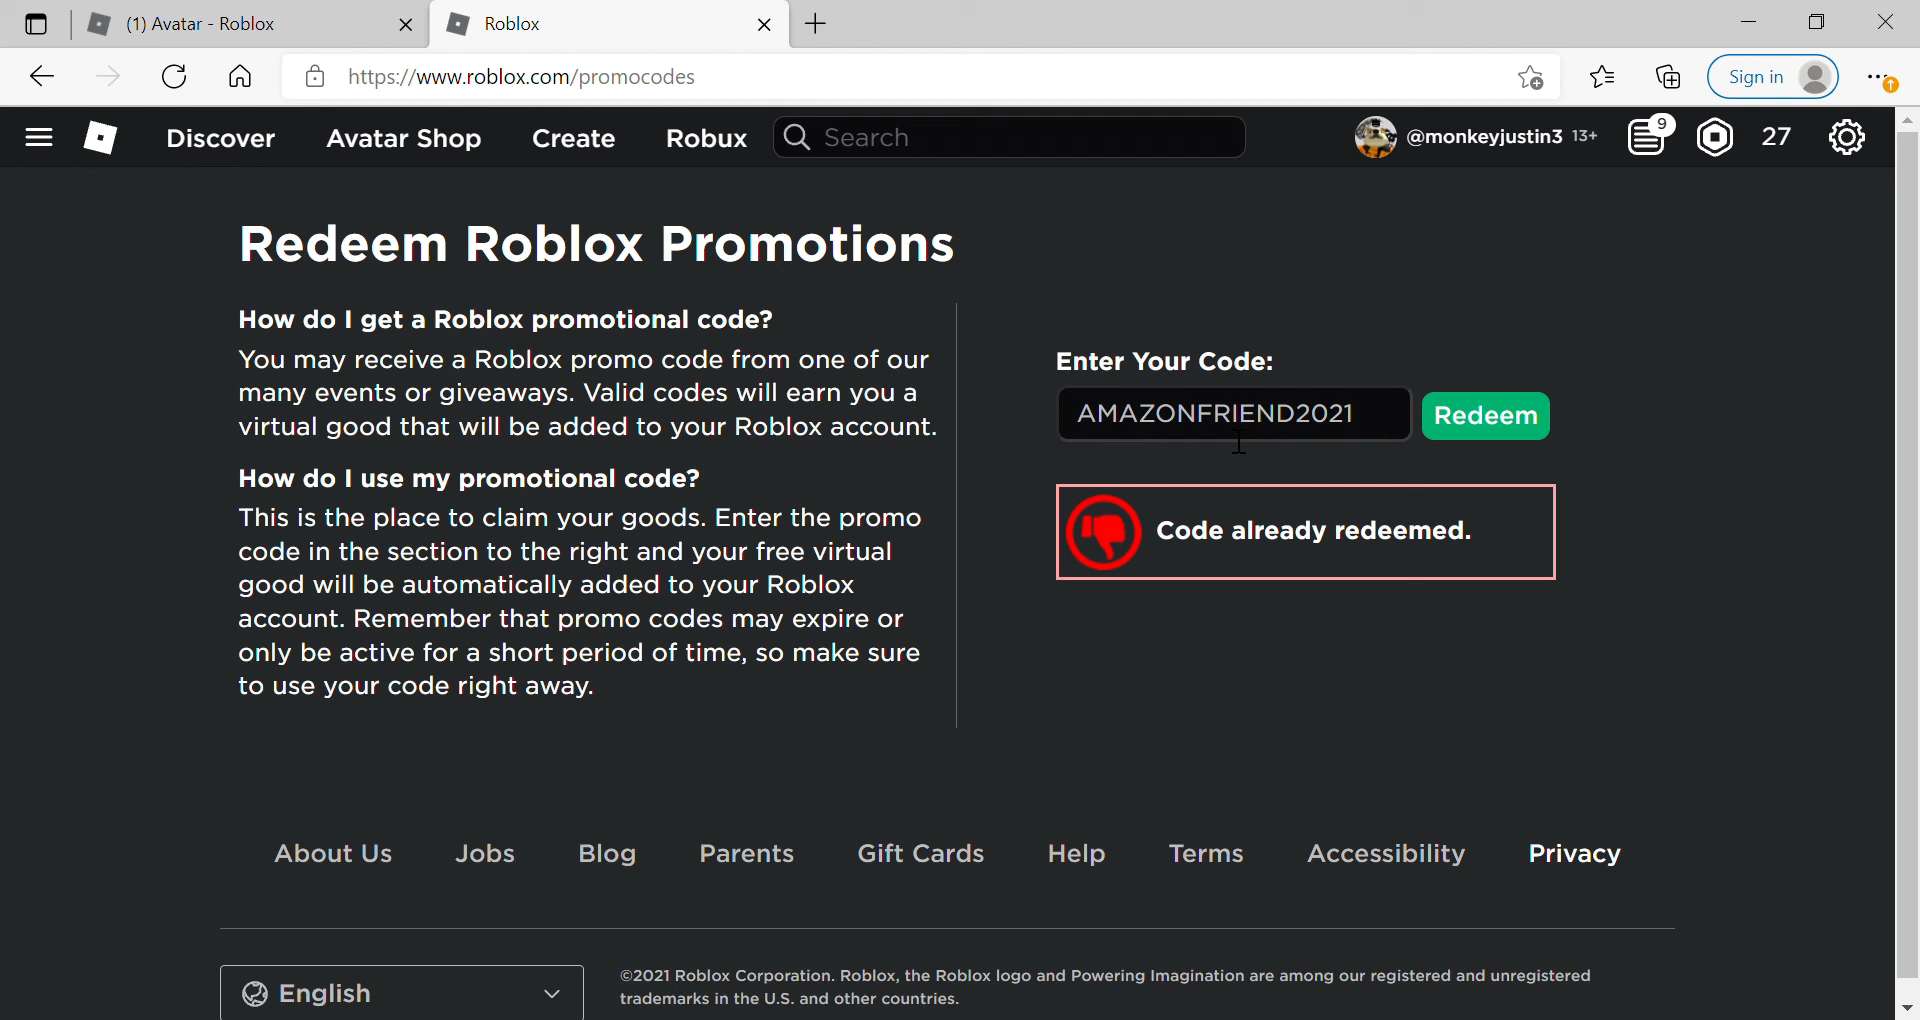 (1) Avatar - Roblox
Roblox
https://www.roblox.com/promocodes
Sign in
Discover
Avatar Shop
Create
Robux
Search
@monkeyjustin3 13+
9
27
Redeem Roblox Promotions
How do I get a Roblox promotional code?
You may receive a Roblox promo code from one of our
many events or giveaways. Valid codes will earn you a
virtual good that will be added to your Roblox account.
How do I use my promotional code?
This is the place to claim your goods. Enter the promo
code in the section to the right and your free virtual
good will be automatically added to your Roblox
account. Remember that promo codes may expire or
only be active for a short period of time, so make sure
to use your code right away.
Enter Your Code:
AMAZONFRIEND2021
Redeem
Code already redeemed.
About Us
Jobs
Blog
Parents
Gift Cards
Help
Terms
Accessibility
Privacy
English
©2021 Roblox Corporation. Roblox, the Roblox logo and Powering Imagination are among our registered and unregistered
trademarks in the U.S. and other countries.